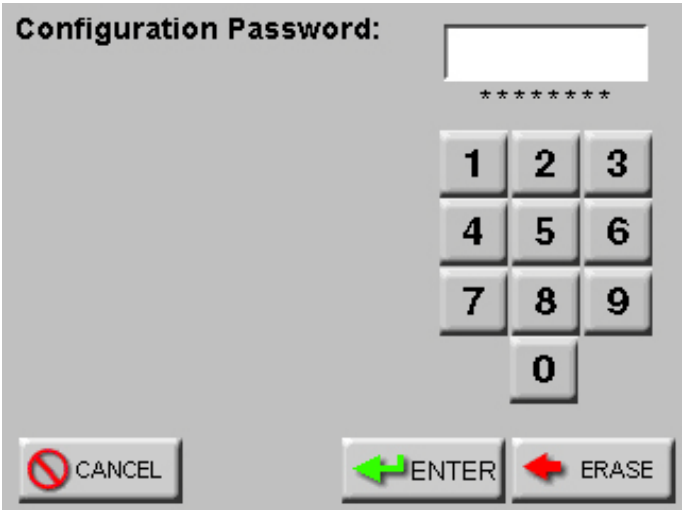 Configuration Password:
********
1 2 3
4 5 6
7 8 9
0
CANCEL ENTER ERASE